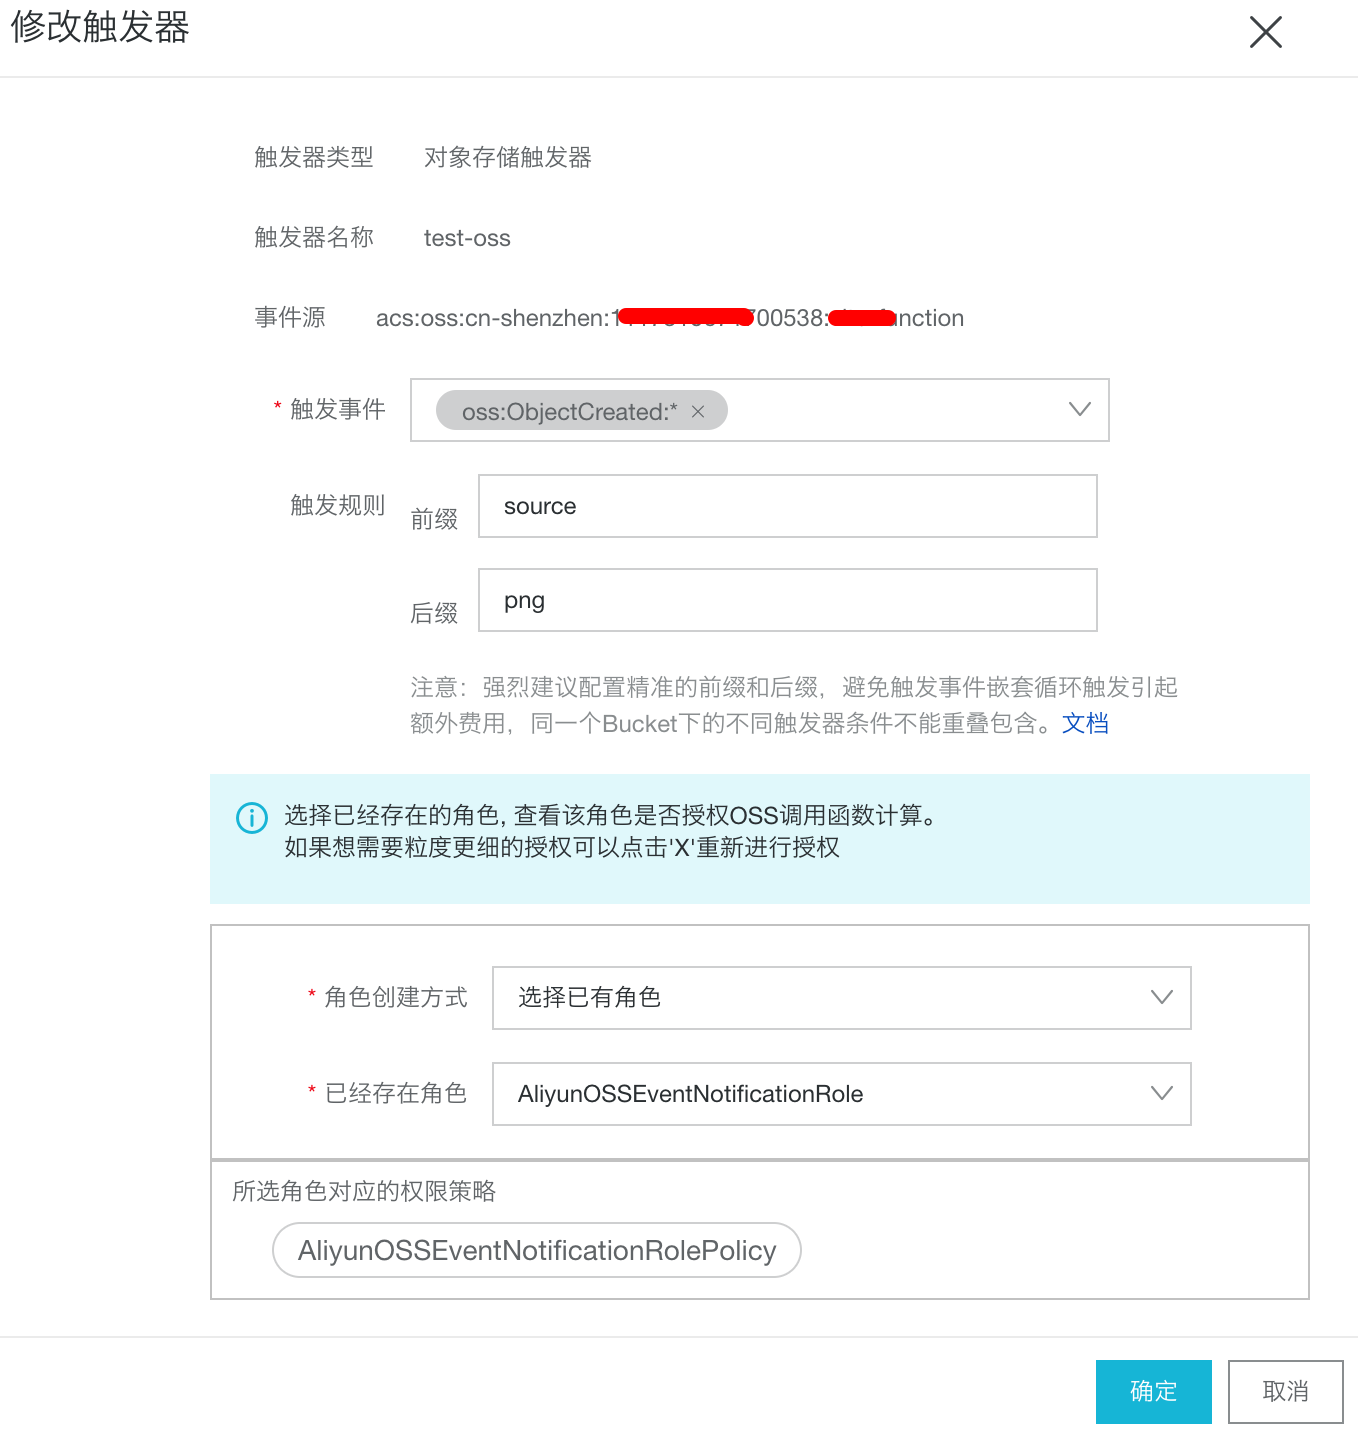 修改触发器
触发器类型 对象存储触发器
触发器名称 test-oss
事件源 acs:oss:cn-shenzhen:1 00538: nction
* 触发事件 oss:ObjectCreated:* ×
触发规则 前缀 source
后缀 png
注意：强烈建议配置精准的前缀和后缀，避免触发事件嵌套循环触发引起
额外费用，同一个Bucket下的不同触发器条件不能重叠包含。文档
选择已经存在的角色, 查看该角色是否授权OSS调用函数计算。
如果想需要粒度更细的授权可以点击'X'重新进行授权
* 角色创建方式 选择已有角色
* 已经存在角色 AliyunOSSEventNotificationRole
所选角色对应的权限策略
AliyunOSSEventNotificationRolePolicy
确定 取消